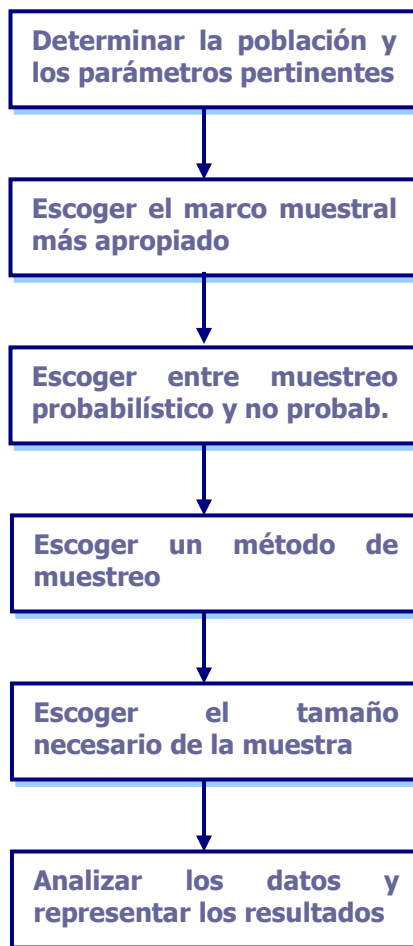 Determinar la población y
los parámetros pertinentes
Escoger el marco muestral
más apropiado
Escoger entre muestreo
probabilístico y no probab.
Escoger un método de
muestreo
Escoger el tamaño
necesario de la muestra
Analizar los datos y
representar los resultados